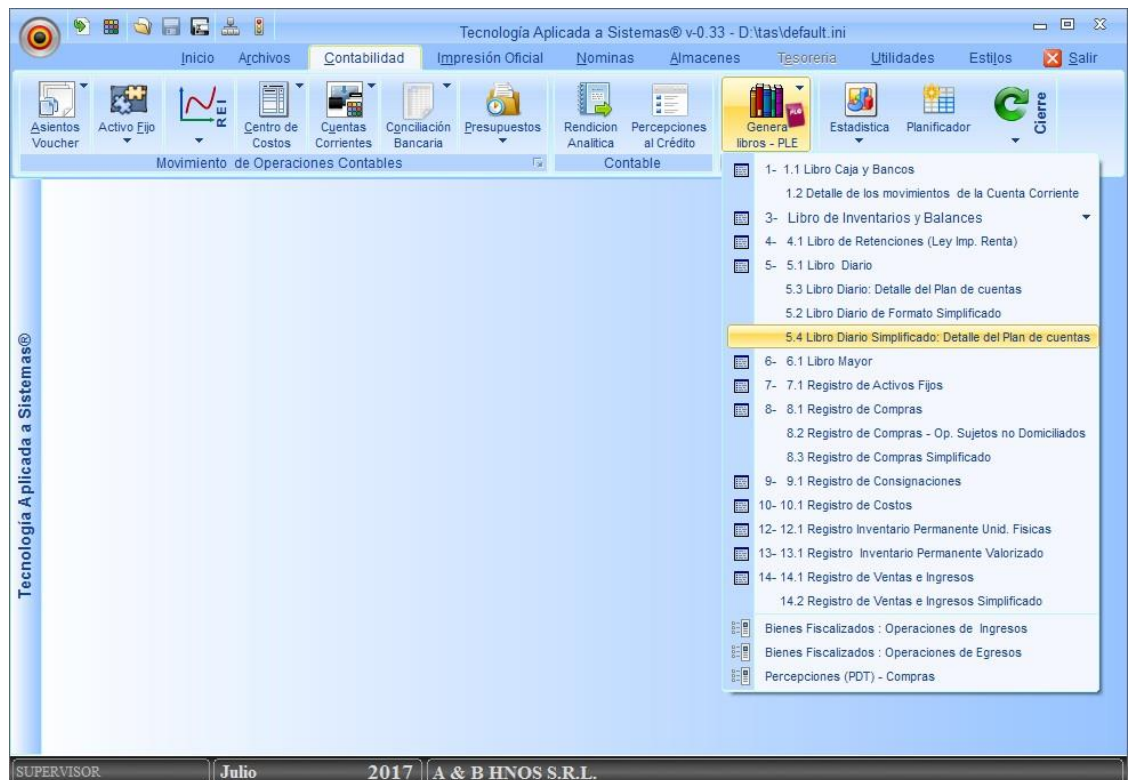 Tecnología Aplicada a Sistemas® v-0.33 - D:\tas\default.ini
Inicio Archivos Contabilidad Impresión Oficial Nominas Almacenes Tesoreria Utilidades Estilos Salir
Asientos Voucher
Activo Fijo
REI
Centro de Costos
Cuentas Corrientes
Conciliación Bancaria
Presupuestos
Rendicion Analitica
Percepciones al Crédito
Genera libros - PLE
PLE
Estadistica
Planificador
Cierre
Movimiento de Operaciones Contables
Contable
1- 1.1 Libro Caja y Bancos
1.2 Detalle de los movimientos de la Cuenta Corriente
3- Libro de Inventarios y Balances
4- 4.1 Libro de Retenciones (Ley Imp. Renta)
5- 5.1 Libro Diario
5.3 Libro Diario: Detalle del Plan de cuentas
5.2 Libro Diario de Formato Simplificado
5.4 Libro Diario Simplificado: Detalle del Plan de cuentas
6- 6.1 Libro Mayor
7- 7.1 Registro de Activos Fijos
8- 8.1 Registro de Compras
8.2 Registro de Compras - Op. Sujetos no Domiciliados
8.3 Registro de Compras Simplificado
9- 9.1 Registro de Consignaciones
10- 10.1 Registro de Costos
12- 12.1 Registro Inventario Permanente Unid. Fisicas
13- 13.1 Registro Inventario Permanente Valorizado
14- 14.1 Registro de Ventas e Ingresos
14.2 Registro de Ventas e Ingresos Simplificado
Bienes Fiscalizados : Operaciones de Ingresos
Bienes Fiscalizados : Operaciones de Egresos
Percepciones (PDT) - Compras
Tecnología Aplicada a Sistemas®
SUPERVISOR Julio 2017 A & B HNOS S.R.L.